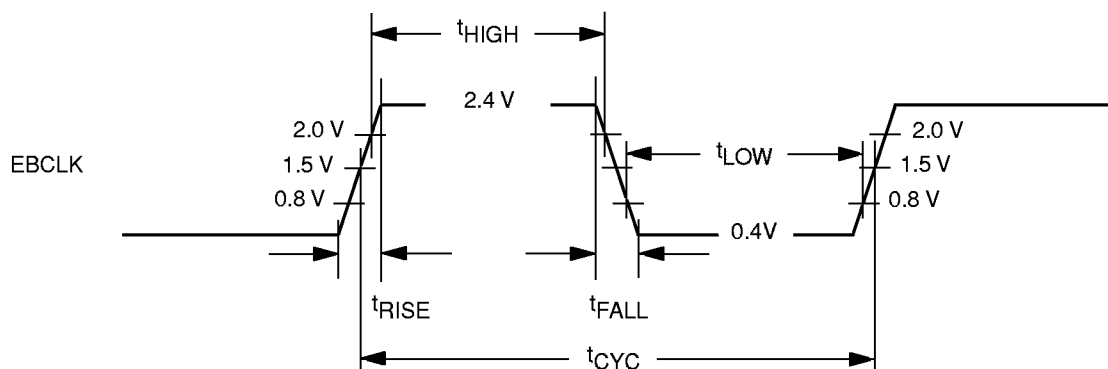 tHIGH
2.4 V
2.0 V
2.0 V
tLOW
EBCLK
1.5 V
1.5 V
0.8 V
0.8 V
0.4V
tRISE
tFALL
tCYC